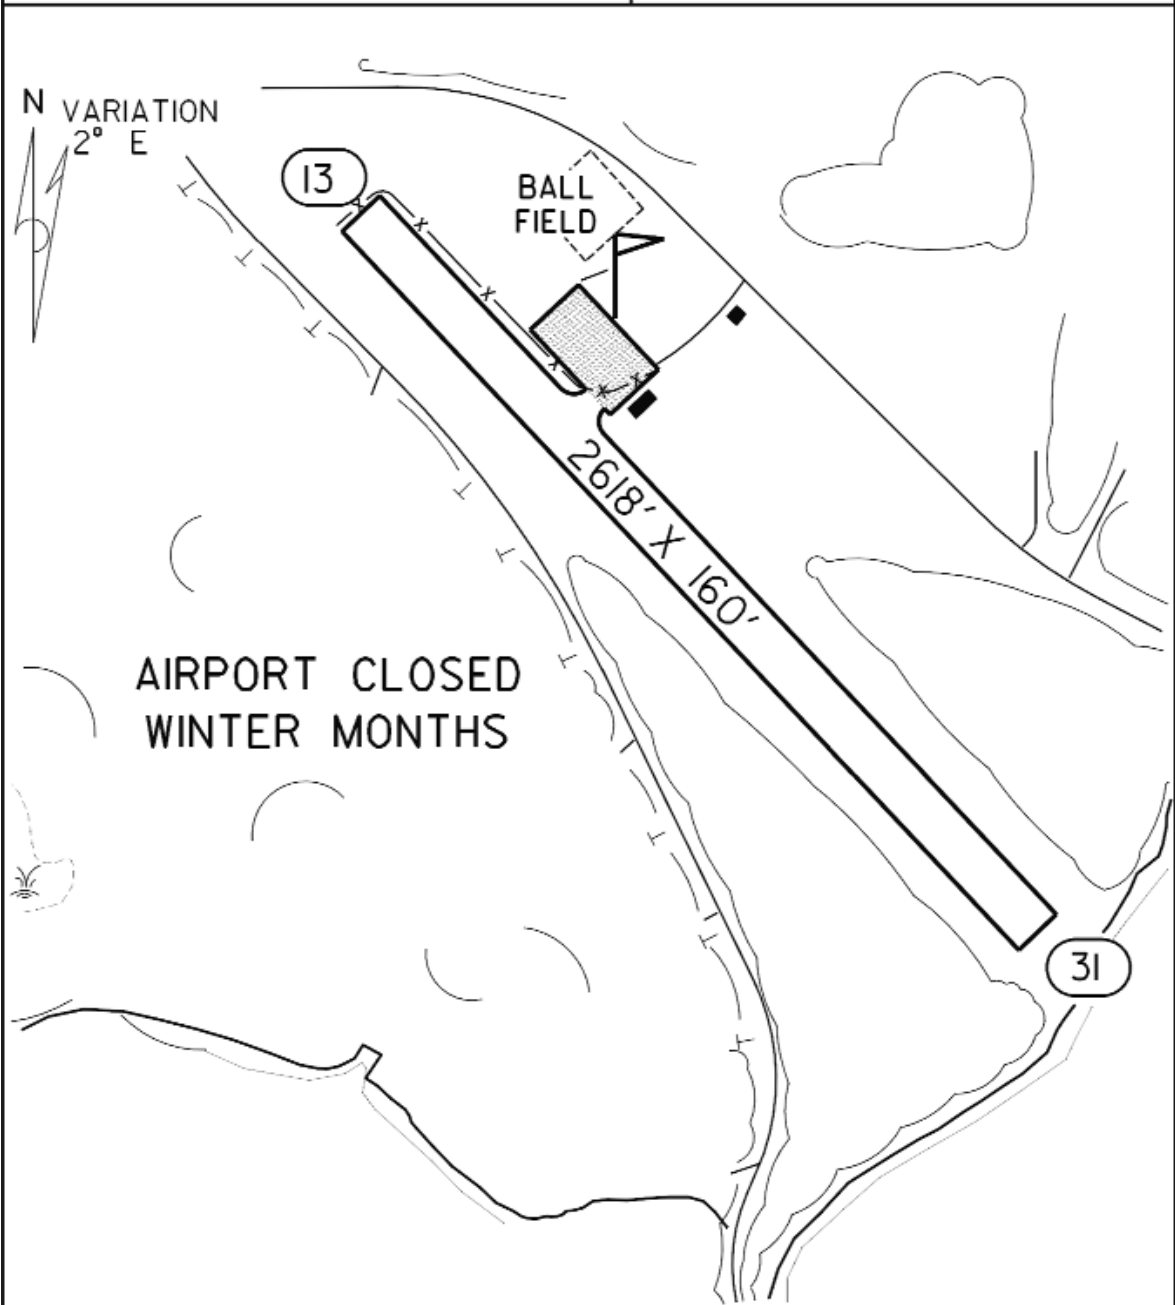 N VARIATION
2° E
13
BALL
FIELD
2618' X 160'
AIRPORT CLOSED
WINTER MONTHS
31